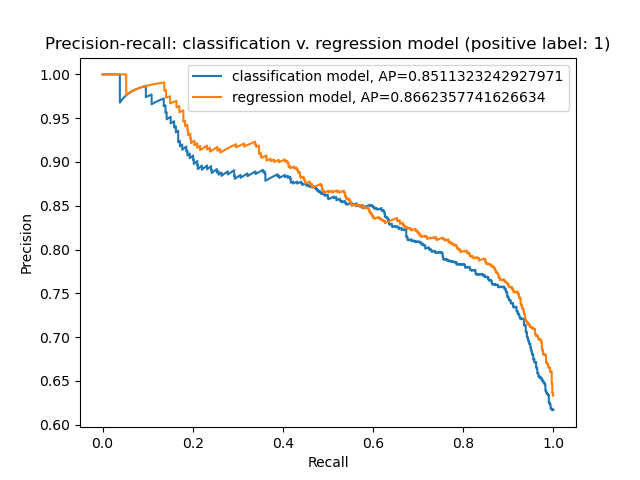 Precision-recall: classification v. regression model (positive label: 1)
classification model, AP=0.8511323242927971
regression model, AP=0.8662357741626634
1.00
0.95
0.90
0.85
0.80
0.75
0.70
0.65
0.60
Precision
0.0 0.2 0.4 0.6 0.8 1.0
Recall